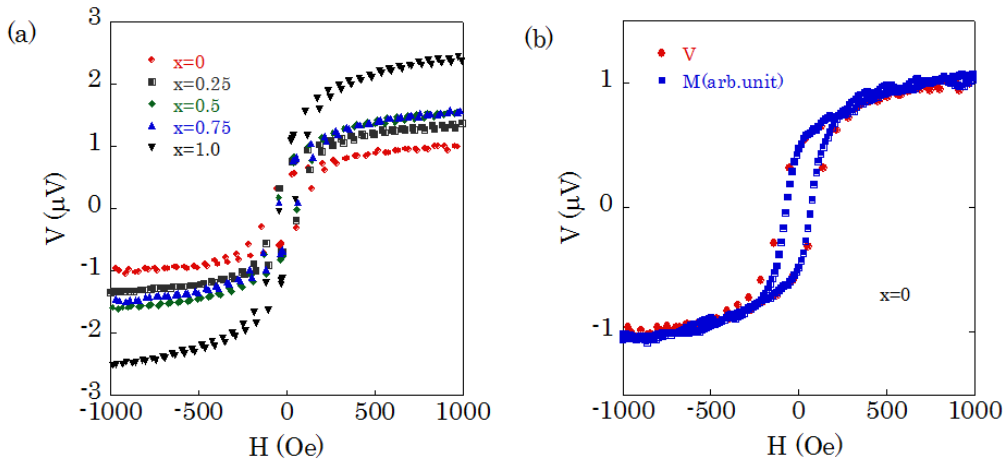 (a)
3
2
1
0
-1
-2
-3
V (μV)
x=0
x=0.25
x=0.5
x=0.75
x=1.0
-1000 -500 0 500 1000
H (Oe)
(b)
1
0
-1
V (μV)
V
M(arb.unit)
x=0
-1000 -500 0 500 1000
H (Oe)